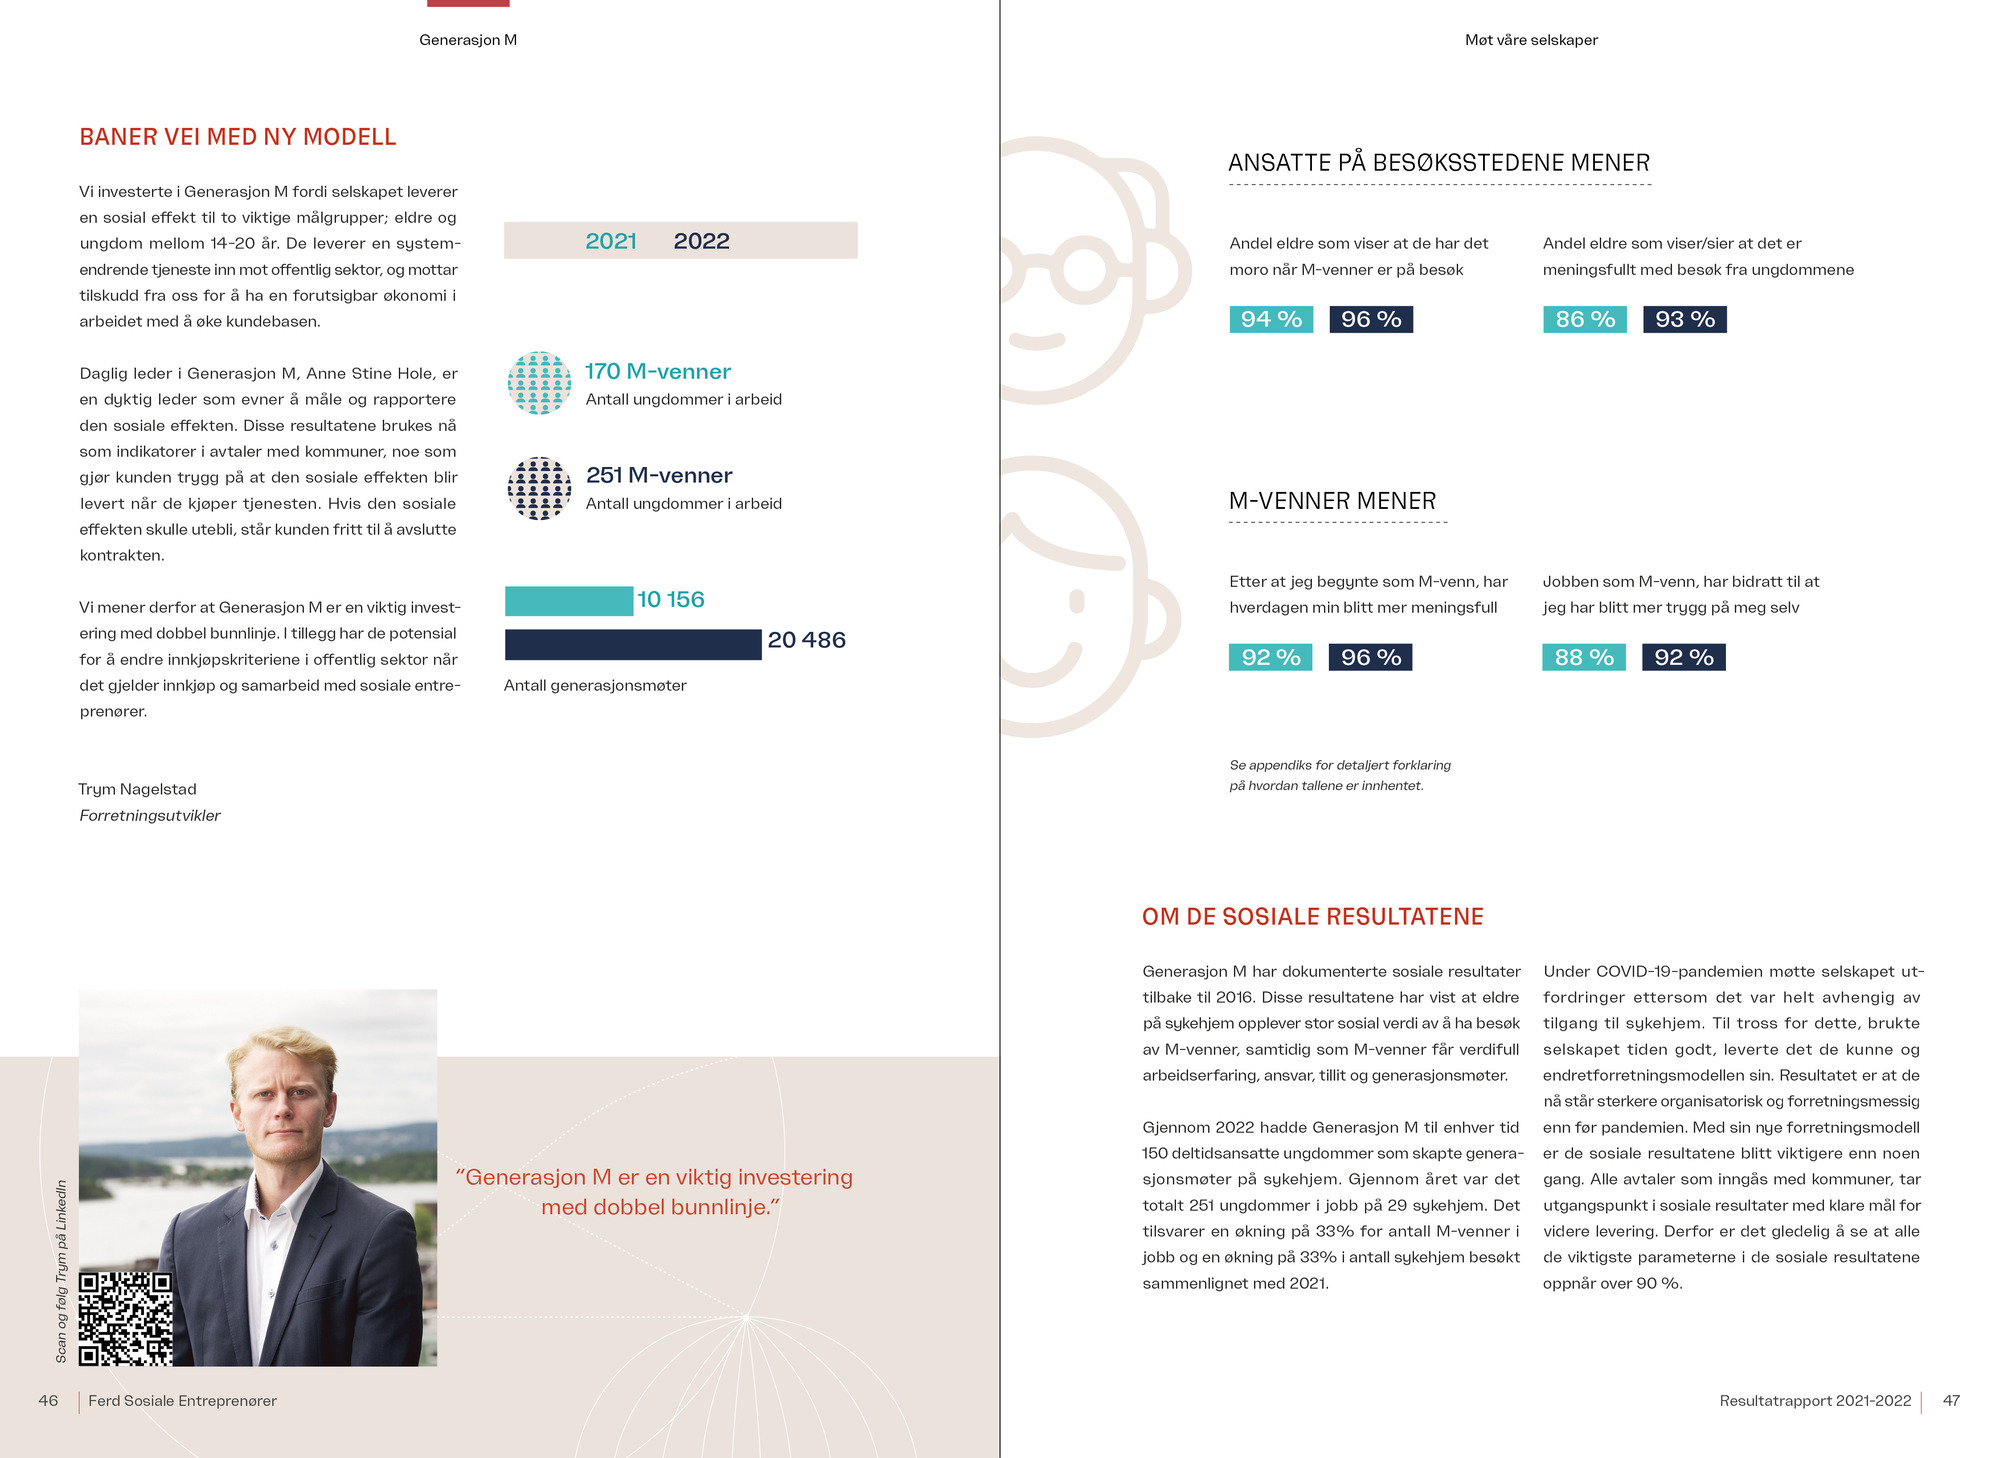 Generasjon M
BANER VEI MED NY MODELL
Vi investerte i Generasjon M fordi selskapet leverer
en sosial effekt til to viktige målgrupper; eldre og
ungdom mellom 14-20 år. De leverer en system-
endrende tjeneste inn mot offentlig sektor, og mottar
tilskudd fra oss for å ha en forutsigbar økonomi i
arbeidet med å øke kundebasen.
Daglig leder i Generasjon M, Anne Stine Hole, er
en dyktig leder som evner å måle og rapportere
den sosiale effekten. Disse resultatene brukes nå
som indikatorer i avtaler med kommuner, noe som
gjør kunden trygg på at den sosiale effekten blir
levert når de kjøper tjenesten. Hvis den sosiale
effekten skulle utebli, står kunden fritt til å avslutte
kontrakten.
Vi mener derfor at Generasjon M er en viktig invest-
ering med dobbel bunnlinje. I tillegg har de potensial
for å endre innkjøpskriteriene i offentlig sektor når
det gjelder innkjøp og samarbeid med sosiale entre-
prenører.
Trym Nagelstad
Forretningsutvikler
2021 2022
170 M-venner
Antall ungdommer i arbeid
251 M-venner
Antall ungdommer i arbeid
10 156
20 486
Antall generasjonsmøter
Scan og følg Trym på LinkedIn
"Generasjon M er en viktig investering
med dobbel bunnlinje."
46 Ferd Sosiale Entreprenører
Møt våre selskaper
ANSATTE PÅ BESØKSSTEDENE MENER
Andel eldre som viser at de har det
moro når M-venner er på besøk
94 % 96 %
Andel eldre som viser/sier at det er
meningsfullt med besøk fra ungdommene
86 % 93 %
M-VENNER MENER
Etter at jeg begynte som M-venn, har
hverdagen min blitt mer meningsfull
92 % 96 %
Jobben som M-venn, har bidratt til at
jeg har blitt mer trygg på meg selv
88 % 92 %
Se appendiks for detaljert forklaring
på hvordan tallene er innhentet.
OM DE SOSIALE RESULTATENE
Generasjon M har dokumenterte sosiale resultater
tilbake til 2016. Disse resultatene har vist at eldre
på sykehjem opplever stor sosial verdi av å ha besøk
av M-venner, samtidig som M-venner får verdifull
arbeidserfaring, ansvar, tillit og generasjonsmøter.
Gjennom 2022 hadde Generasjon M til enhver tid
150 deltidsansatte ungdommer som skapte genera-
sjonsmøter på sykehjem. Gjennom året var det
totalt 251 ungdommer i jobb på 29 sykehjem. Det
tilsvarer en økning på 33% for antall M-venner i
jobb og en økning på 33% i antall sykehjem besøkt
sammenlignet med 2021.
Under COVID-19-pandemien møtte selskapet ut-
fordringer ettersom det var helt avhengig av
tilgang til sykehjem. Til tross for dette, brukte
selskapet tiden godt, leverte det de kunne og
endretforretningsmodellen sin. Resultatet er at de
nå står sterkere organisatorisk og forretningsmessig
enn før pandemien. Med sin nye forretningsmodell
er de sosiale resultatene blitt viktigere enn noen
gang. Alle avtaler som inngås med kommuner, tar
utgangspunkt i sosiale resultater med klare mål for
videre levering. Derfor er det gledelig å se at alle
de viktigste parameterne i de sosiale resultatene
oppnår over 90 %.
Resultatrapport 2021-2022 47